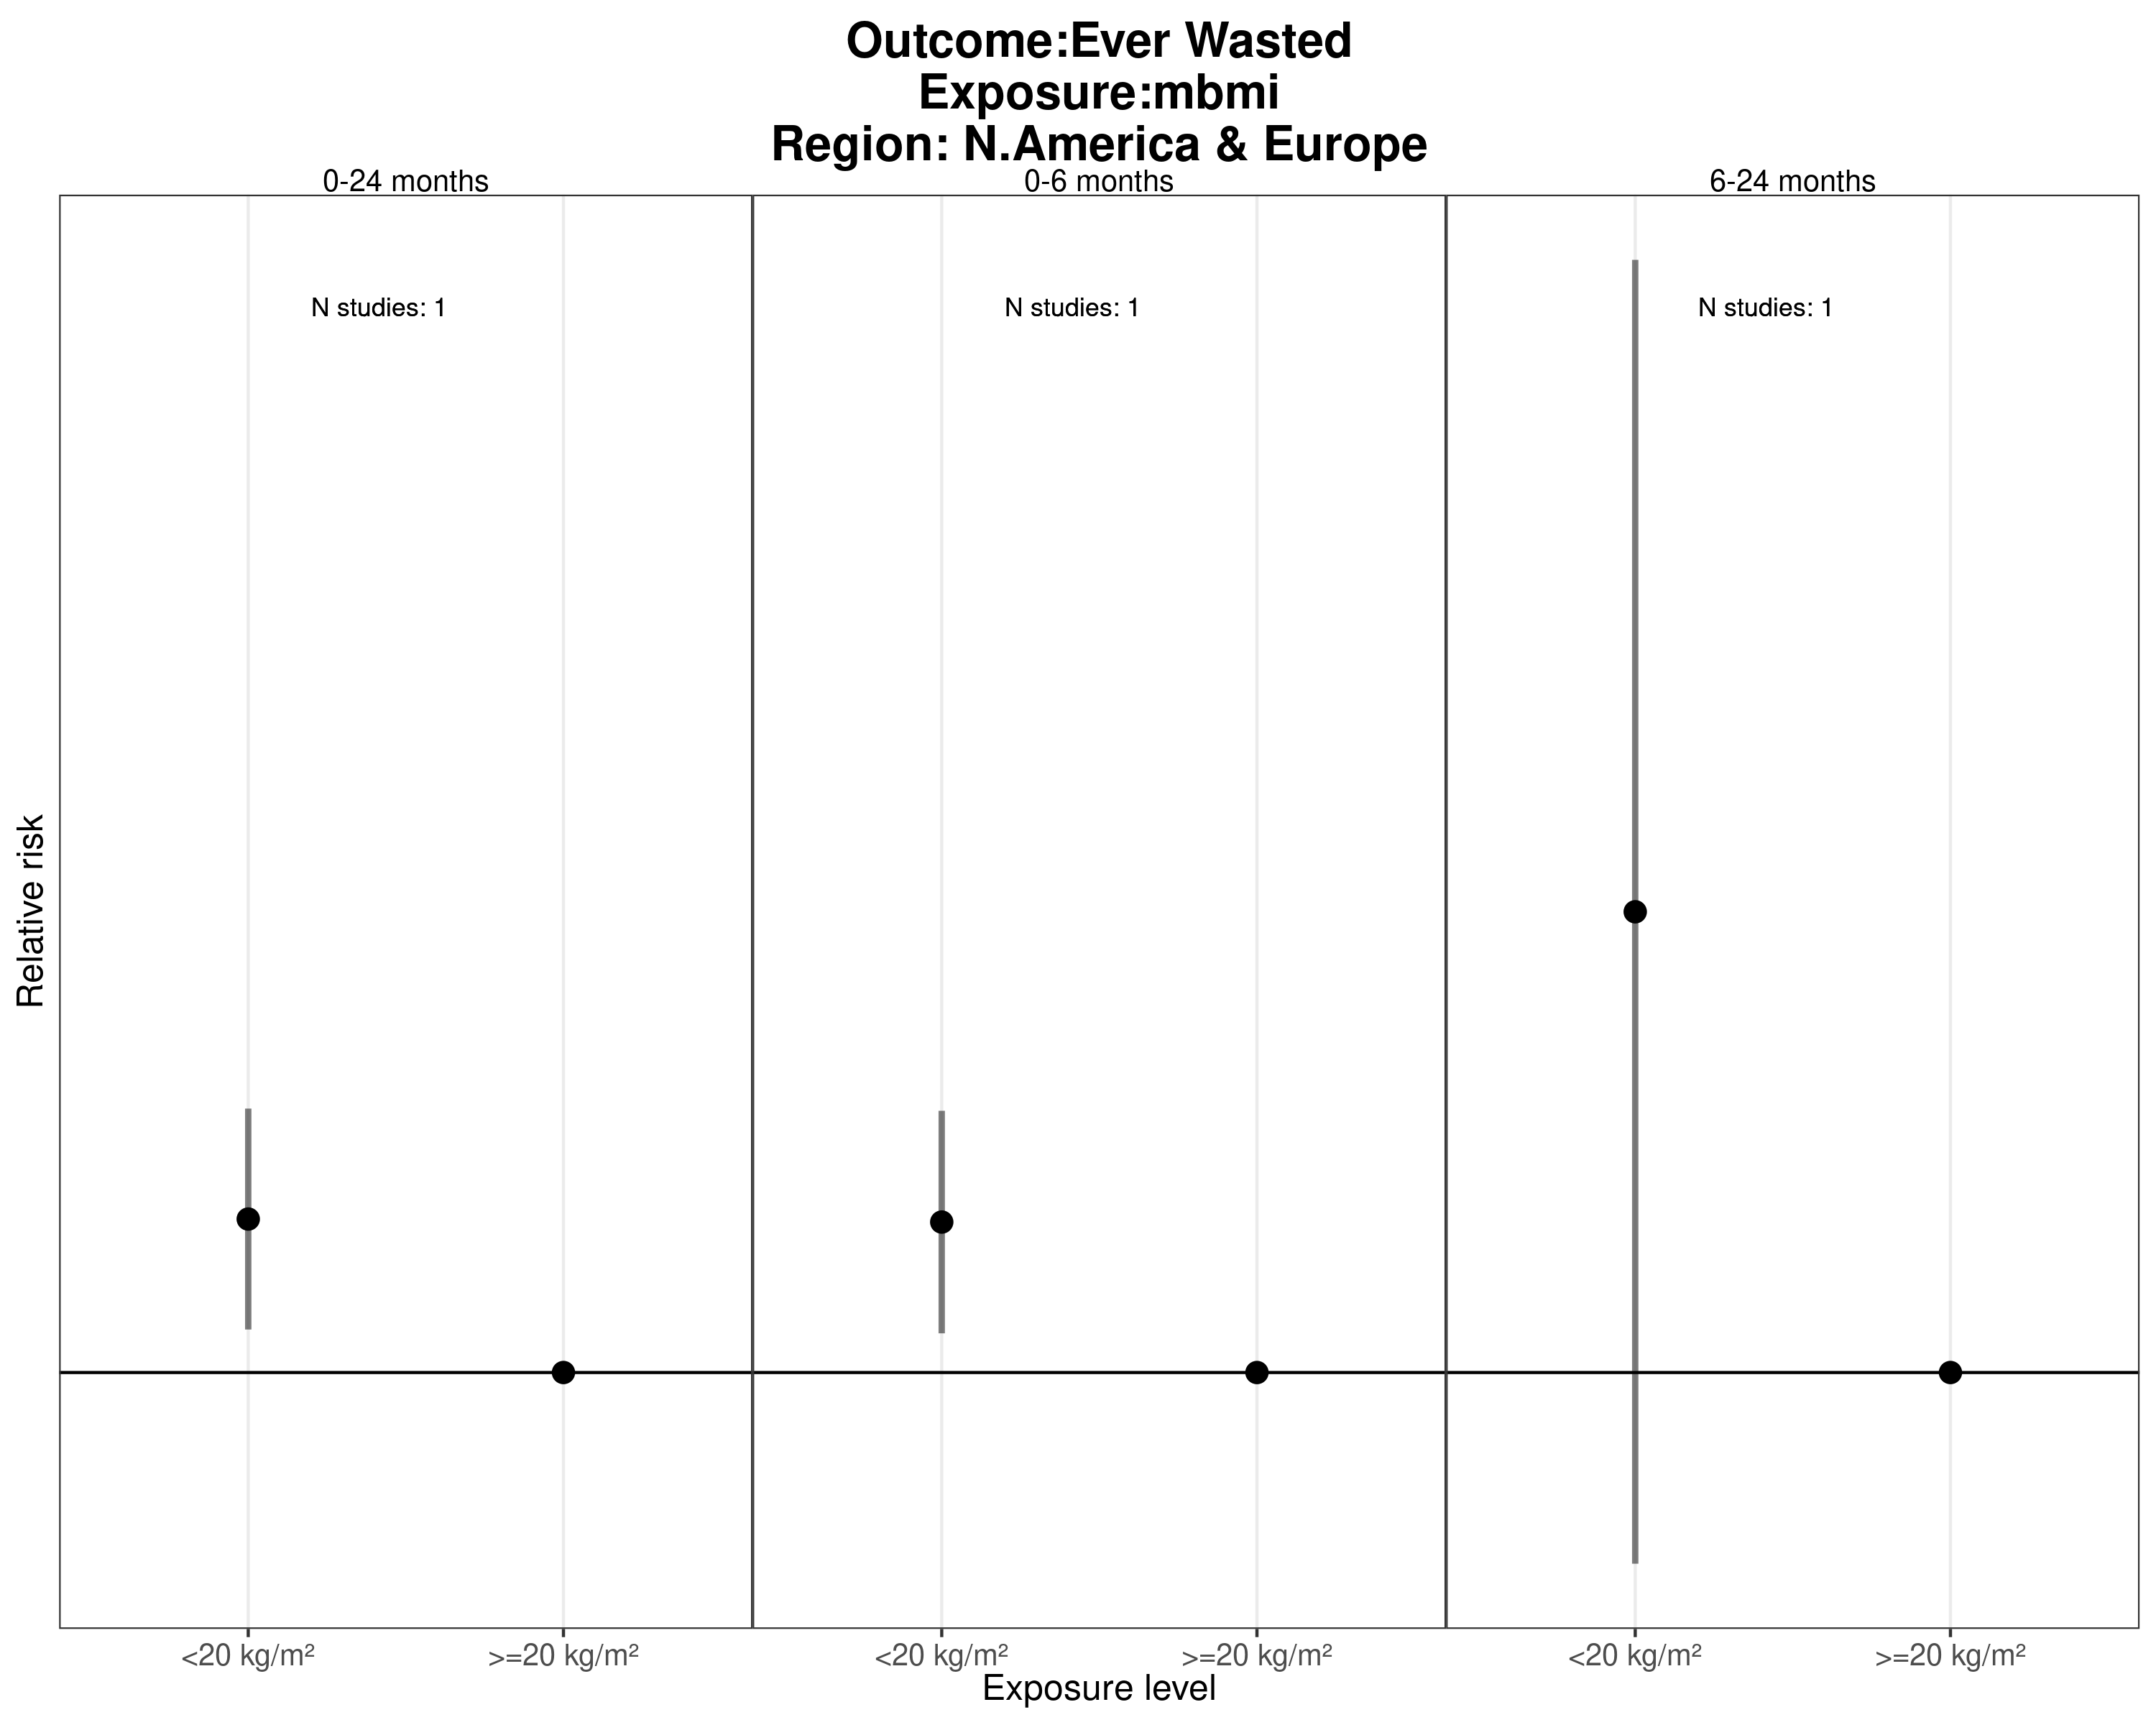 Outcome:Ever Wasted
Exposure:mbmi
Region: N.America & Europe
0-24 months
0-6 months
6-24 months
N studies: 1
N studies: 1
N studies: 1
Relative risk
<20 kg/m²
>=20 kg/m²
<20 kg/m²
>=20 kg/m²
<20 kg/m²
>=20 kg/m²
Exposure level